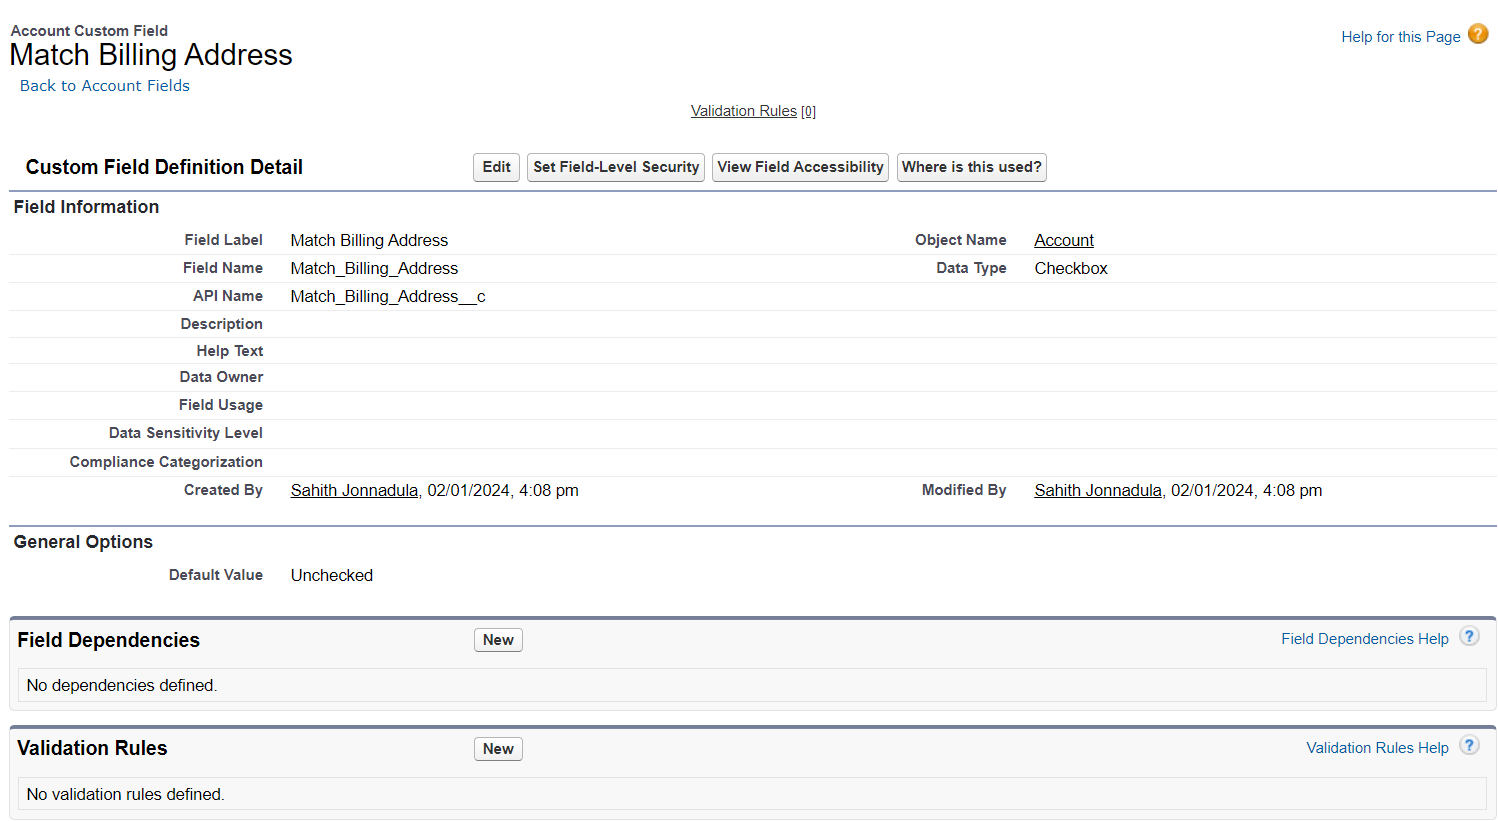 Account Custom Field
Match Billing Address
Help for this Page ?
Back to Account Fields
Validation Rules [0]
Custom Field Definition Detail Edit Set Field-Level Security View Field Accessibility Where is this used?
Field Information
Field Label Match Billing Address Object Name Account
Field Name Match_Billing_Address Data Type Checkbox
API Name Match_Billing_Address__c
Description
Help Text
Data Owner
Field Usage
Data Sensitivity Level
Compliance Categorization
Created By Sahith Jonnadula, 02/01/2024, 4:08 pm Modified By Sahith Jonnadula, 02/01/2024, 4:08 pm
General Options
Default Value Unchecked
Field Dependencies New Field Dependencies Help ?
No dependencies defined.
Validation Rules New Validation Rules Help ?
No validation rules defined.